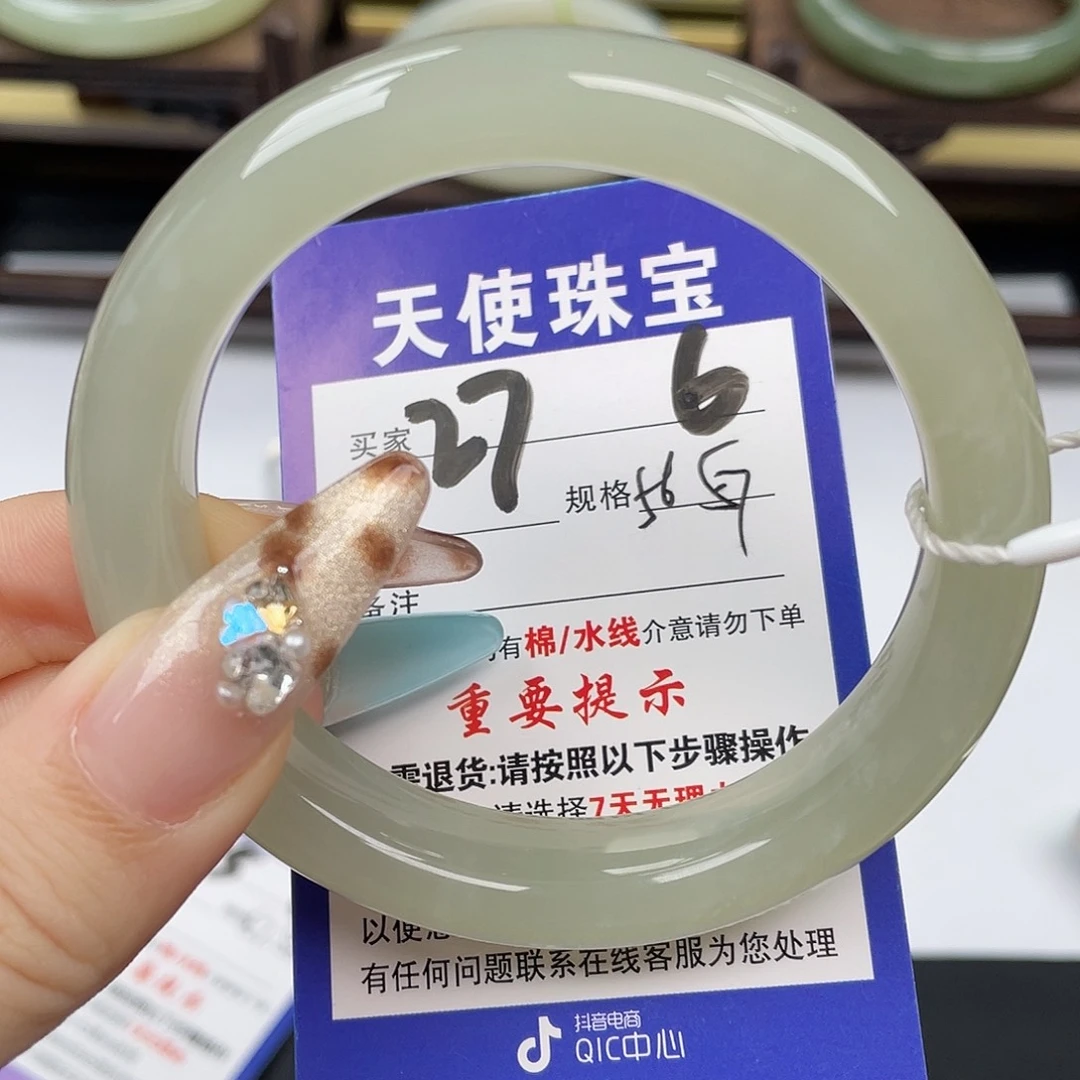 天使珠宝
买家 27 6
规格 56
备注
有棉/水线介意请勿下单
重要提示
需退货:请按照以下步骤操作
请选择7天无理
以便
有任何问题联系在线客服为您处理
抖音电商
QIC中心